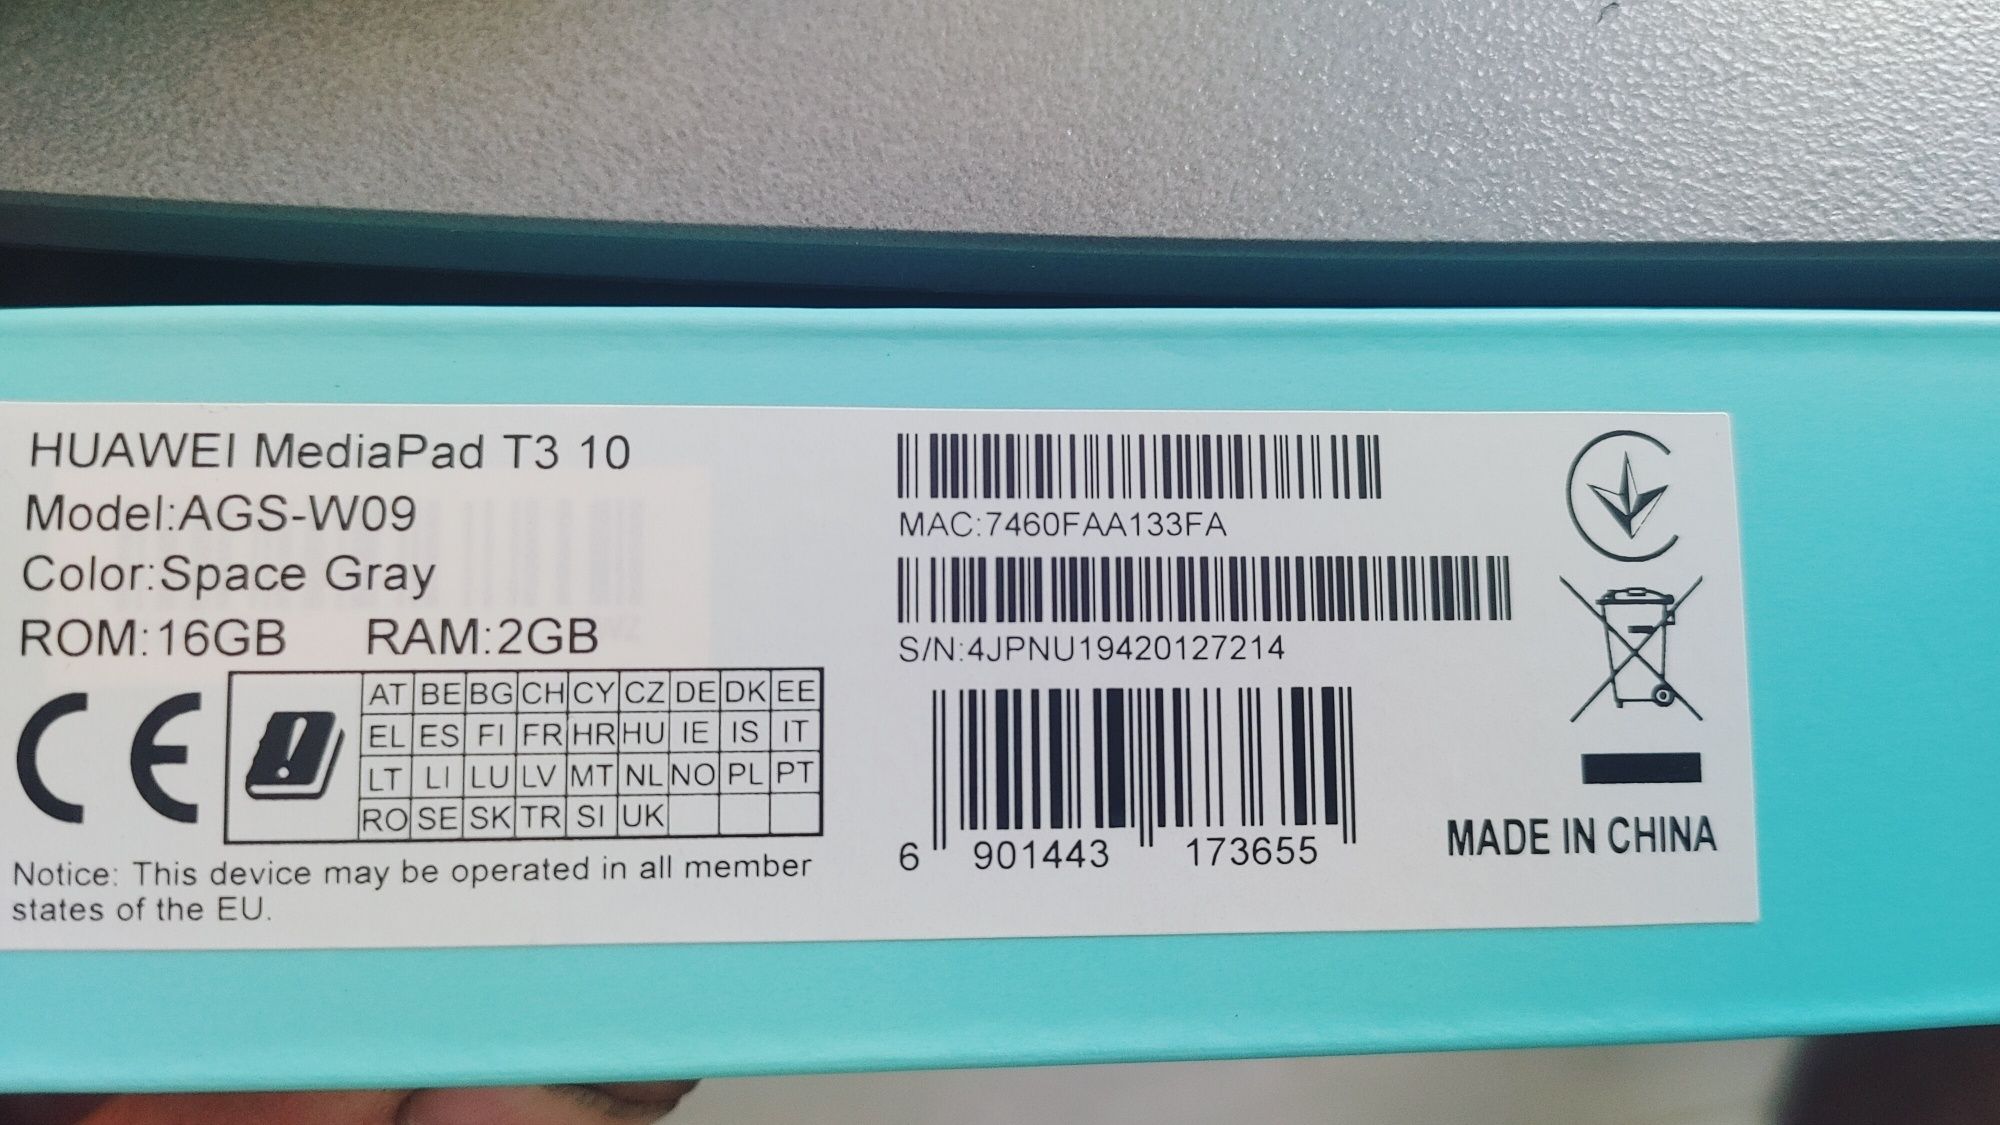 HUAWEI MediaPad T3 10
Model:AGS-W09
Color:Space Gray
ROM:16GB RAM:2GB
CE
AT BE BG CH CY CZ DE DK EE
EL ES FI FR HR HU IE IS IT
LT LI LU LV MT NL NO PL PT
RO SE SK TR SI UK
Notice: This device may be operated in all member
states of the EU.
MAC:7460FAA133FA
S/N:4JPNU19420127214
6 901443 173655
MADE IN CHINA